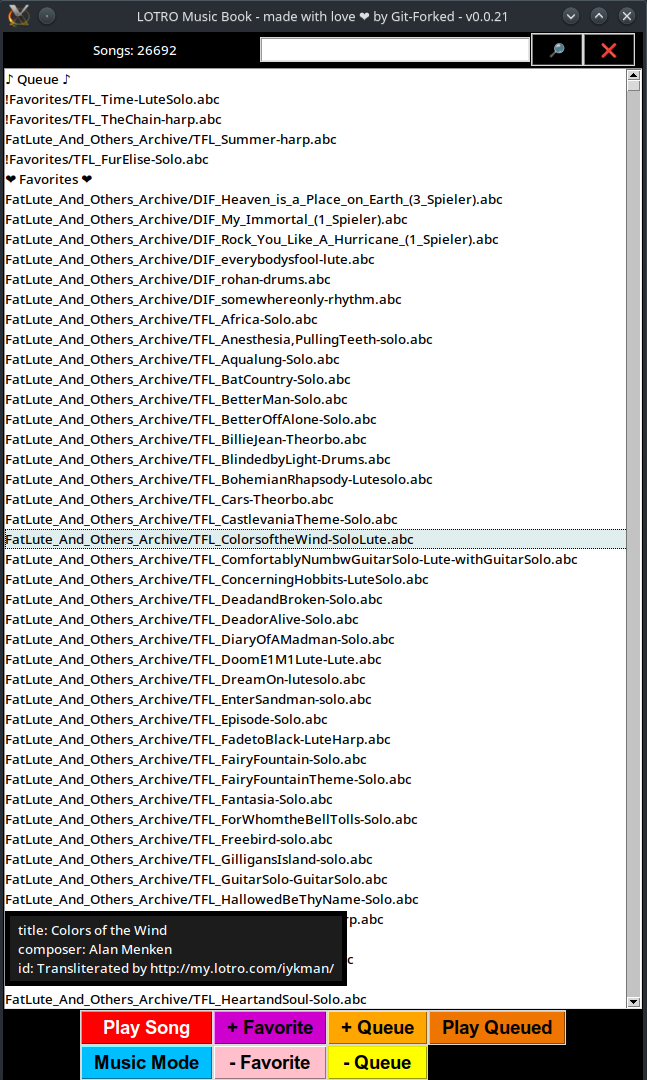 LOTRO Music Book - made with love ❤ by Git-Forked - v0.0.21
Songs: 26692
♪ Queue ♪
!Favorites/TFL_Time-LuteSolo.abc
!Favorites/TFL_TheChain-harp.abc
FatLute_And_Others_Archive/TFL_Summer-harp.abc
!Favorites/TFL_FurElise-Solo.abc
❤ Favorites ❤
FatLute_And_Others_Archive/DIF_Heaven_is_a_Place_on_Earth_(3_Spieler).abc
FatLute_And_Others_Archive/DIF_My_Immortal_(1_Spieler).abc
FatLute_And_Others_Archive/DIF_Rock_You_Like_A_Hurricane_(1_Spieler).abc
FatLute_And_Others_Archive/DIF_everybodysfool-lute.abc
FatLute_And_Others_Archive/DIF_rohan-drums.abc
FatLute_And_Others_Archive/DIF_somewhereonly-rhythm.abc
FatLute_And_Others_Archive/TFL_Africa-Solo.abc
FatLute_And_Others_Archive/TFL_Anesthesia,PullingTeeth-solo.abc
FatLute_And_Others_Archive/TFL_Aqualung-Solo.abc
FatLute_And_Others_Archive/TFL_BatCountry-Solo.abc
FatLute_And_Others_Archive/TFL_BetterMan-Solo.abc
FatLute_And_Others_Archive/TFL_BetterOffAlone-Solo.abc
FatLute_And_Others_Archive/TFL_BillieJean-Theorbo.abc
FatLute_And_Others_Archive/TFL_BlindedbyLight-Drums.abc
FatLute_And_Others_Archive/TFL_BohemianRhapsody-Lutesolo.abc
FatLute_And_Others_Archive/TFL_Cars-Theorbo.abc
FatLute_And_Others_Archive/TFL_CastlevaniaTheme-Solo.abc
FatLute_And_Others_Archive/TFL_ColorsoftheWind-SoloLute.abc
FatLute_And_Others_Archive/TFL_ComfortablyNumbwGuitarSolo-Lute-withGuitarSolo.abc
FatLute_And_Others_Archive/TFL_ConcerningHobbits-LuteSolo.abc
FatLute_And_Others_Archive/TFL_DeadandBroken-Solo.abc
FatLute_And_Others_Archive/TFL_DeadorAlive-Solo.abc
FatLute_And_Others_Archive/TFL_DiaryOfAMadman-Solo.abc
FatLute_And_Others_Archive/TFL_DoomE1M1Lute-Lute.abc
FatLute_And_Others_Archive/TFL_DreamOn-lutesolo.abc
FatLute_And_Others_Archive/TFL_EnterSandman-solo.abc
FatLute_And_Others_Archive/TFL_Episode-Solo.abc
FatLute_And_Others_Archive/TFL_FadetoBlack-LuteHarp.abc
FatLute_And_Others_Archive/TFL_FairyFountain-Solo.abc
FatLute_And_Others_Archive/TFL_FairyFountainTheme-Solo.abc
FatLute_And_Others_Archive/TFL_Fantasia-Solo.abc
FatLute_And_Others_Archive/TFL_ForWhomtheBellTolls-Solo.abc
FatLute_And_Others_Archive/TFL_Freebird-solo.abc
FatLute_And_Others_Archive/TFL_GilligansIsland-solo.abc
FatLute_And_Others_Archive/TFL_GuitarSolo-GuitarSolo.abc
FatLute_And_Others_Archive/TFL_HallowedBeThyName-Solo.abc
rp.abc
title: Colors of the Wind
composer: Alan Menken
c
id: Transliterated by http://my.lotro.com/iykman/
FatLute_And_Others_Archive/TFL_HeartandSoul-Solo.abc
Play Song + Favorite + Queue Play Queued
Music Mode - Favorite - Queue